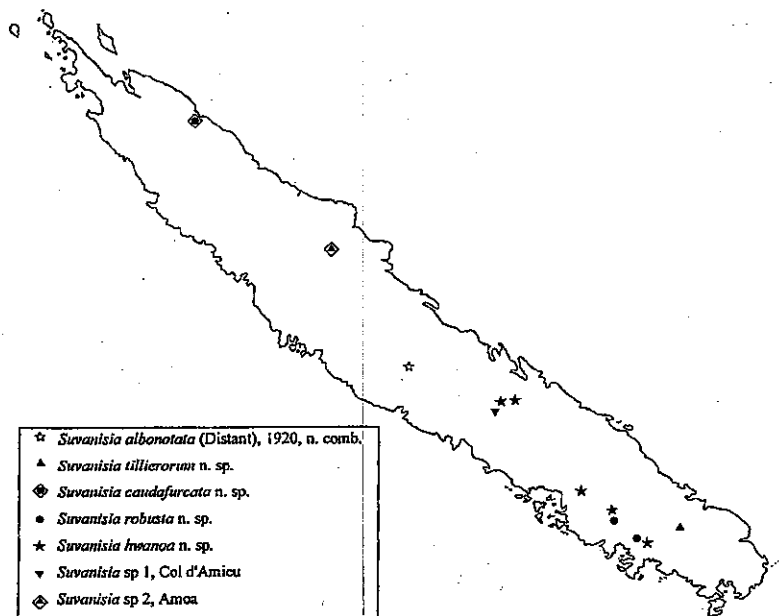 Suvanisia albonotata (Distant), 1920, n. comb.
Suvanisia tillierorum n. sp.
Suvanisia caudafurcata n. sp.
Suvanisia robusta n. sp.
Suvanisia hwanoa n. sp.
Suvanisia sp 1, Col d'Amieu
Suvanisia sp 2, Amoa